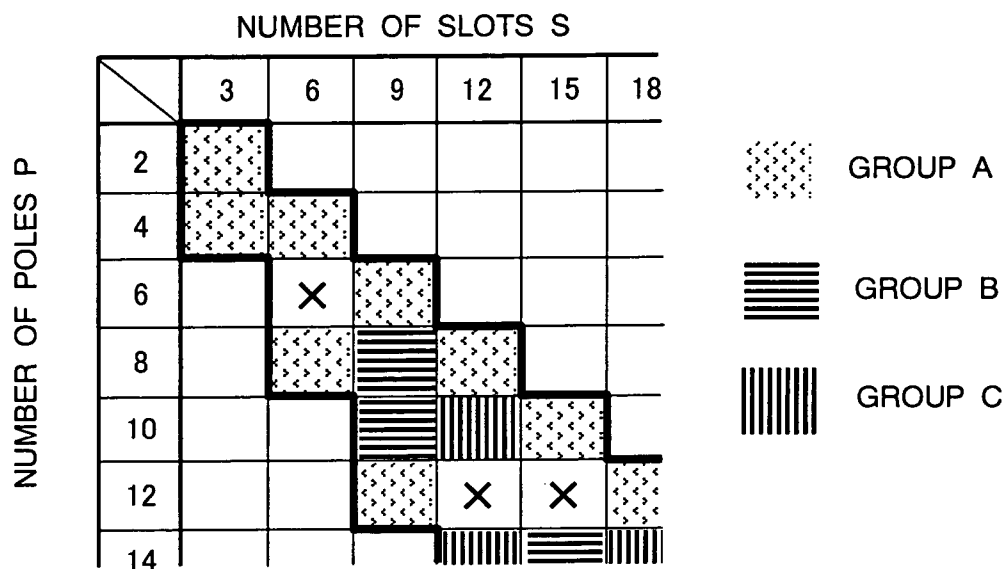 NUMBER OF SLOTS S
3 6 9 12 15 18
NUMBER OF POLES P
2
4
6 ×
8
10
12 × ×
14
GROUP A
GROUP B
GROUP C